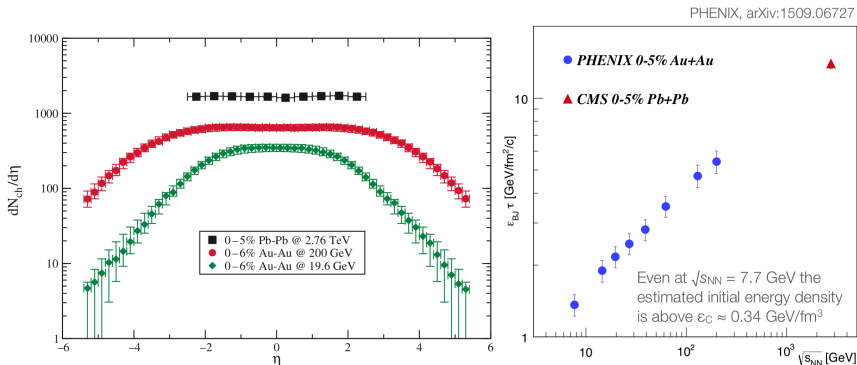 PHENIX, arXiv:1509.06727
10000
1000
100
10
1
dN_ch/dη
−6
−4
−2
0
2
4
6
η
0−5% Pb-Pb @ 2.76 TeV
0−6% Au-Au @ 200 GeV
0−6% Au-Au @ 19.6 GeV
PHENIX 0-5% Au+Au
CMS 0-5% Pb+Pb
10
1
ε_BJ τ [GeV/fm²/c]
Even at √s_NN = 7.7 GeV the
estimated initial energy density
is above ε_C ≈ 0.34 GeV/fm³
10
10²
10³
√s_NN [GeV]